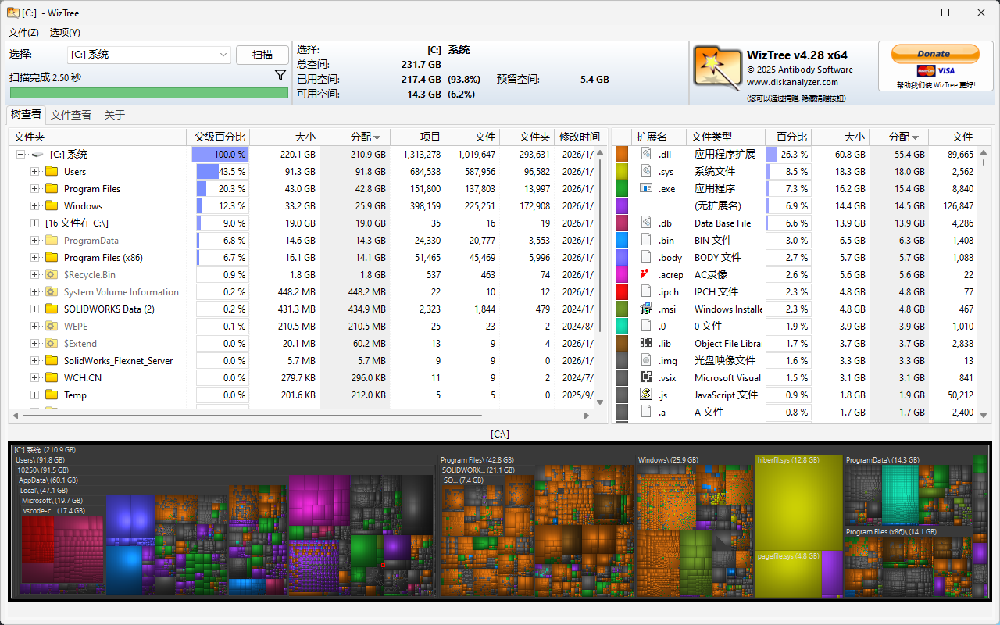 [C:] - WizTree
文件(Z) 选项(Y)
选择: [C:] 系统 扫描
扫描完成 2.50 秒
选择: [C:] 系统
总空间: 231.7 GB
已用空间: 217.4 GB (93.8%) 预留空间: 5.4 GB
可用空间: 14.3 GB (6.2%)
WizTree v4.28 x64
© 2025 Antibody Software
www.diskanalyzer.com
(您可以通过捐赠, 隐藏捐赠按钮)
Donate
MasterCard VISA
帮助我们使 WizTree 更好!
树查看 文件查看 关于
文件夹 父级百分比 大小 分配 项目 文件 文件夹 修改时间
[C:] 系统 100.0 % 220.1 GB 210.9 GB 1,313,278 1,019,647 293,631 2026/1/
Users 43.5 % 91.3 GB 91.8 GB 684,538 587,956 96,582 2026/1/
Program Files 20.3 % 43.0 GB 42.8 GB 151,800 137,803 13,997 2026/1/
Windows 12.3 % 33.2 GB 25.9 GB 398,159 225,251 172,908 2026/1/
[16 文件在 C:\] 9.0 % 19.0 GB 19.0 GB 35 16 19 2026/1/
ProgramData 6.8 % 14.6 GB 14.3 GB 24,330 20,777 3,553 2026/1/
Program Files (x86) 6.7 % 16.1 GB 14.1 GB 51,465 45,469 5,996 2026/1/
$Recycle.Bin 0.9 % 1.8 GB 1.8 GB 537 463 74 2026/1/
System Volume Information 0.2 % 448.2 MB 448.2 MB 22 10 12 2026/1/
SOLIDWORKS Data (2) 0.2 % 431.3 MB 434.9 MB 2,323 1,844 479 2024/1/
WEPE 0.1 % 210.5 MB 210.5 MB 25 23 2 2024/8/
$Extend 0.0 % 20.1 MB 60.2 MB 13 9 4 2026/1/
SolidWorks_Flexnet_Server 0.0 % 5.7 MB 5.7 MB 9 9 0 2026/1/
WCH.CN 0.0 % 279.7 KB 296.0 KB 11 9 2 2024/7/
Temp 0.0 % 201.6 KB 212.0 KB 5 5 0 2025/9/
扩展名 文件类型 百分比 大小 分配 文件
.dll 应用程序扩展 26.3 % 60.8 GB 55.4 GB 89,665
.sys 系统文件 8.5 % 18.3 GB 18.0 GB 2,562
.exe 应用程序 7.3 % 16.2 GB 15.4 GB 8,840
(无扩展名) 6.9 % 14.4 GB 14.5 GB 126,847
.db Data Base File 6.6 % 13.9 GB 13.9 GB 4,286
.bin BIN 文件 3.0 % 6.5 GB 6.3 GB 1,408
.body BODY 文件 2.7 % 5.7 GB 5.7 GB 1,088
.acrep AC录像 2.6 % 5.6 GB 5.6 GB 22
.ipch IPCH 文件 2.3 % 4.8 GB 4.8 GB 77
.msi Windows Installe 2.3 % 4.8 GB 4.8 GB 467
.0 0 文件 1.9 % 3.9 GB 3.9 GB 1,010
.lib Object File Libra 1.7 % 3.7 GB 3.7 GB 2,838
.img 光盘映像文件 1.6 % 3.3 GB 3.3 GB 13
.vsix Microsoft Visual 1.5 % 3.1 GB 3.1 GB 841
.js JavaScript 文件 0.9 % 1.8 GB 1.9 GB 50,212
.a A 文件 0.8 % 1.7 GB 1.7 GB 2,400
[C:\]
[C:] 系统 (210.9 GB)
Users\ (91.8 GB)
10250\ (91.5 GB)
AppData\ (60.1 GB)
Local\ (47.1 GB)
Microsoft\ (19.7 GB)
vscode-c... (17.4 GB)
Program Files\ (42.8 GB)
SOLIDWORK... (21.1 GB)
SO... (7.4 GB)
Windows\ (25.9 GB)
hiberfil.sys (12.8 GB)
pagefile.sys (4.8 GB)
ProgramData\ (14.3 GB)
Program Files (x86)\ (14.1 GB)